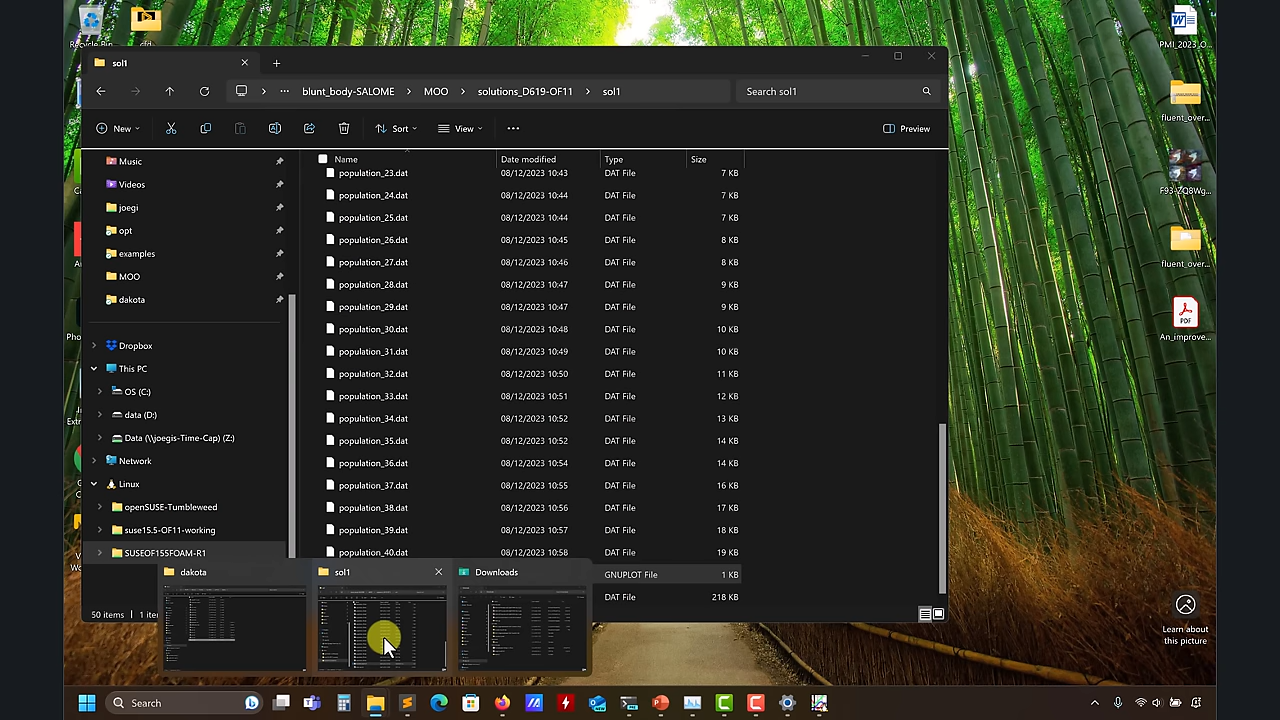 Recycle Bin
cfd
PMI_2023_O...
sol1
blunt_body-SALOME
MOO
solutions_D619-OF11
sol1
Search sol1
fluent_over...
New
Sort
View
Preview
Name
Date modified
Type
Size
Music
population_23.dat
08/12/2023 10:43
DAT File
7 KB
Videos
population_24.dat
08/12/2023 10:44
DAT File
7 KB
F93-ZQ8Wg...
joegi
population_25.dat
08/12/2023 10:44
DAT File
7 KB
opt
population_26.dat
08/12/2023 10:45
DAT File
8 KB
examples
population_27.dat
08/12/2023 10:46
DAT File
8 KB
fluent_over...
MOO
population_28.dat
08/12/2023 10:47
DAT File
9 KB
dakota
population_29.dat
08/12/2023 10:47
DAT File
9 KB
population_30.dat
08/12/2023 10:48
DAT File
10 KB
An_improve...
Dropbox
population_31.dat
08/12/2023 10:49
DAT File
10 KB
This PC
population_32.dat
08/12/2023 10:50
DAT File
11 KB
OS (C:)
population_33.dat
08/12/2023 10:51
DAT File
12 KB
data (D:)
population_34.dat
08/12/2023 10:52
DAT File
13 KB
Data (\\joegis-Time-Cap) (Z:)
population_35.dat
08/12/2023 10:52
DAT File
14 KB
Network
population_36.dat
08/12/2023 10:54
DAT File
14 KB
Linux
population_37.dat
08/12/2023 10:55
DAT File
16 KB
openSUSE-Tumbleweed
population_38.dat
08/12/2023 10:56
DAT File
17 KB
suse15.5-OF11-working
population_39.dat
08/12/2023 10:57
DAT File
18 KB
SUSEOF155FOAM-R1
population_40.dat
08/12/2023 10:58
DAT File
19 KB
dakota
sol1
Downloads
GNUPLOT File
1 KB
DAT File
218 KB
50 items
1 ite
PDF
Learn about
this picture
Search